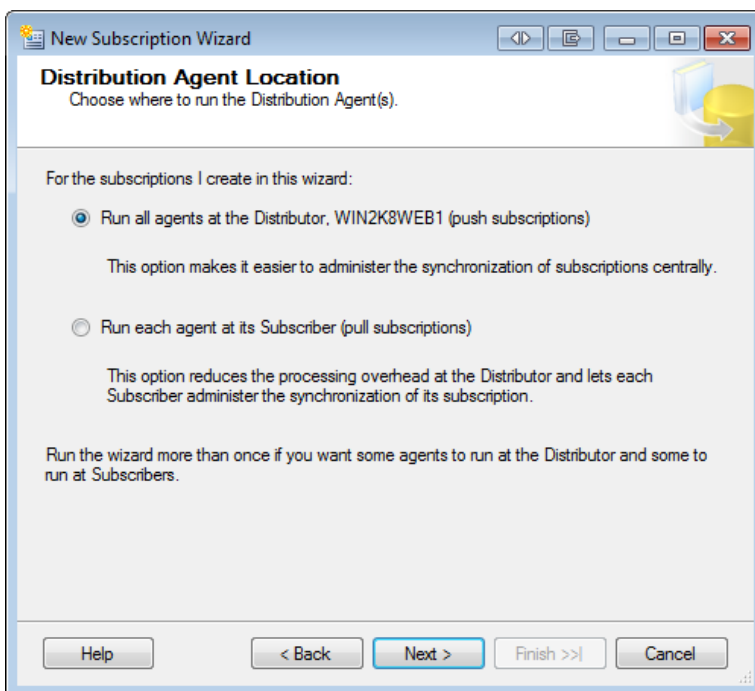 New Subscription Wizard
Distribution Agent Location
Choose where to run the Distribution Agent(s).
For the subscriptions I create in this wizard:
Run all agents at the Distributor, WIN2K8WEB1 (push subscriptions)
This option makes it easier to administer the synchronization of subscriptions centrally.
Run each agent at its Subscriber (pull subscriptions)
This option reduces the processing overhead at the Distributor and lets each
Subscriber administer the synchronization of its subscription.
Run the wizard more than once if you want some agents to run at the Distributor and some to
run at Subscribers.
Help
< Back
Next >
Finish >>|
Cancel